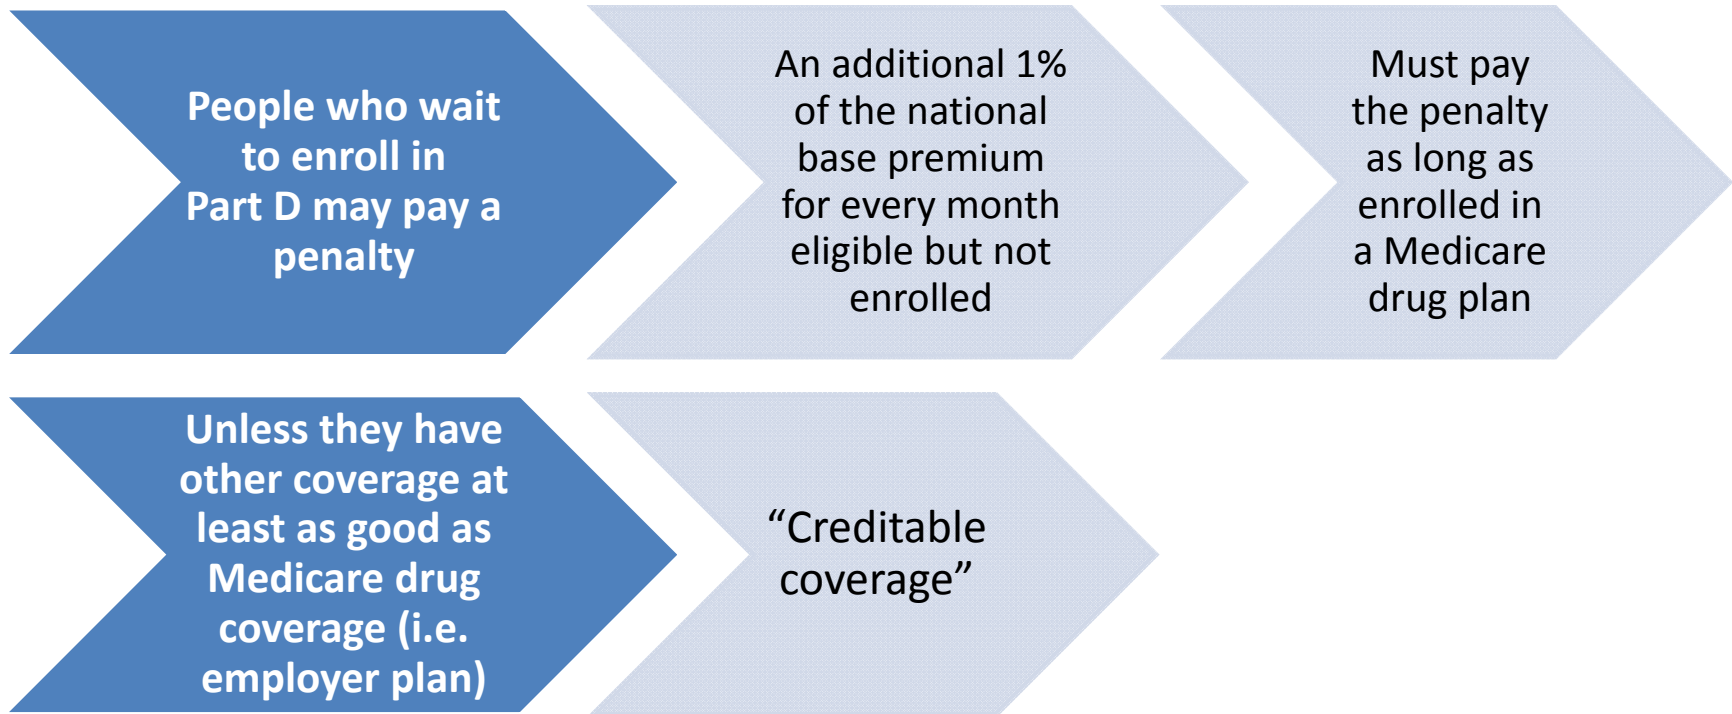 People who wait
to enroll in
Part D may pay a
penalty
An additional 1%
of the national
base premium
for every month
eligible but not
enrolled
Must pay
the penalty
as long as
enrolled in
a Medicare
drug plan
Unless they have
other coverage at
least as good as
Medicare drug
coverage (i.e.
employer plan)
“Creditable
coverage”